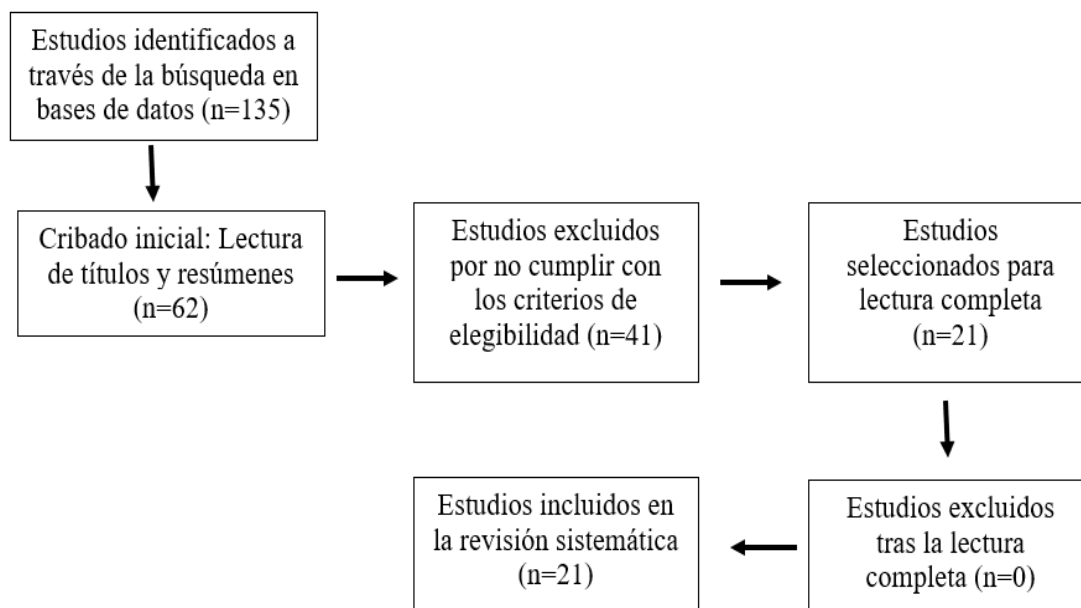 Estudios identificados a
través de la búsqueda en
bases de datos (n=135)
Cribado inicial: Lectura
de títulos y resúmenes
(n=62)
Estudios excluidos
por no cumplir con
los criterios de
elegibilidad (n=41)
Estudios
seleccionados para
lectura completa
(n=21)
Estudios excluidos
tras la lectura
completa (n=0)
Estudios incluidos en
la revisión sistemática
(n=21)